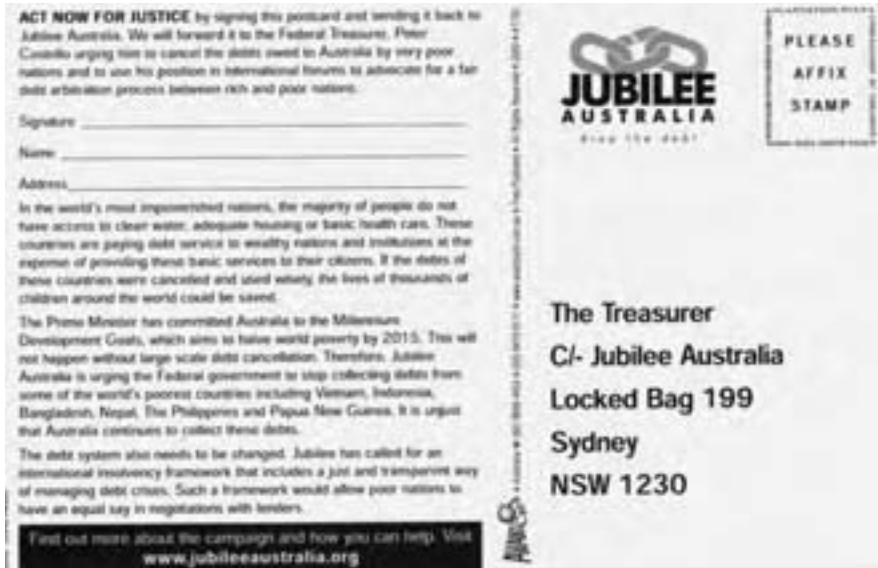 ACT NOW FOR JUSTICE by signing this postcard and sending it back to
Jubilee Australia. We will forward it to the Federal Treasurer, Peter
Costello urging him to cancel the debts owed to Australia by very poor
nations and to use his position in international forums to advocate for a fair
debt arbitration process between rich and poor nations.
Signature
Name
Address
In the world's most impoverished nations, the majority of people do not
have access to clean water, adequate housing or basic health care. These
countries are paying debt service to wealthy nations and institutions at the
expense of providing these basic services to their citizens. If the debts of
these countries were cancelled and used wisely, the lives of thousands of
children around the world could be saved.
The Prime Minister has committed Australia to the Millennium
Development Goals, which aims to halve world poverty by 2015. This will
not happen without large scale debt cancellation. Therefore, Jubilee
Australia is urging the Federal government to stop collecting debts from
some of the world's poorest countries including Vietnam, Indonesia,
Bangladesh, Nepal, The Philippines and Papua New Guinea. It is unjust
that Australia continues to collect these debts.
The debt system also needs to be changed. Jubilee has called for an
international insolvency framework that includes a just and transparent way
of managing debt crises. Such a framework would allow poor nations to
have an equal say in negotiations with lenders.
Find out more about the campaign and how you can help. Visit
www.jubileeaustralia.org
JUBILEE
AUSTRALIA
drop the debt
PLEASE
AFFIX
STAMP
The Treasurer
C/- Jubilee Australia
Locked Bag 199
Sydney
NSW 1230